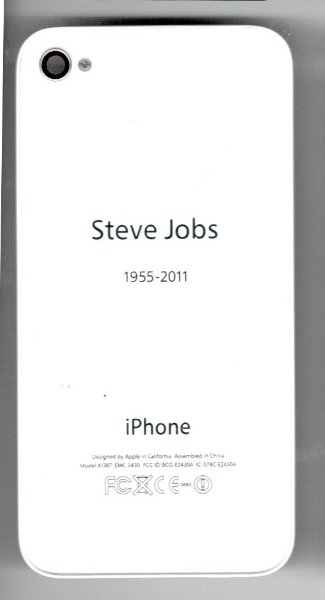 Steve Jobs
1955-2011
iPhone
Designed by Apple in California Assembled in China
Model A1387 EMC 2430 FCC ID: BCG-E2430A IC: 579C-E2430A
FC CE 0682